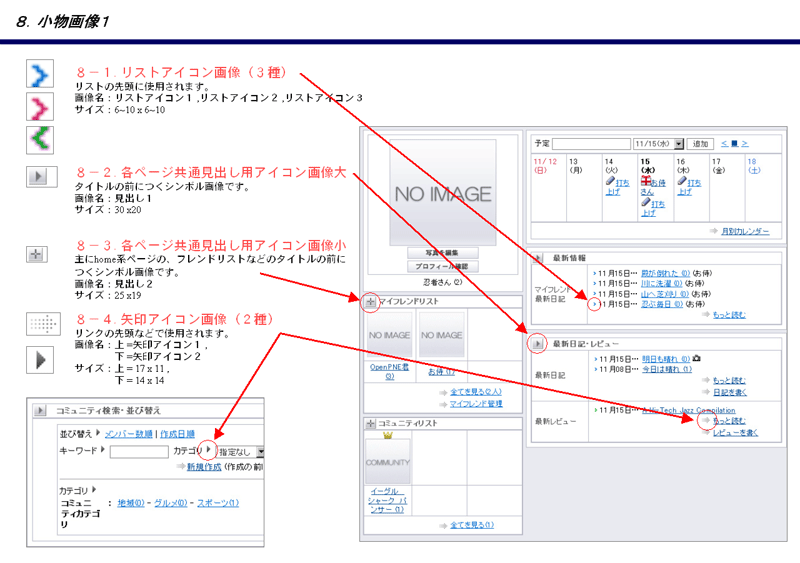 ８．小物画像１
８－１．リストアイコン画像（３種）
リストの先頭に使用されます。
画像名：リストアイコン１,リストアイコン２,リストアイコン３
サイズ：6~10 x 6~10
８－２．各ページ共通見出し用アイコン画像大
タイトルの前につくシンボル画像です。
画像名：見出し１
サイズ：30 x20
８－３．各ページ共通見出し用アイコン画像小
主にhome系ページの、フレンドリストなどのタイトルの前に
つくシンボル画像です。
画像名：見出し２
サイズ：25 x19
８－４．矢印アイコン画像（２種）
リンクの先頭などで使用されます。
画像名：上=矢印アイコン１,
下=矢印アイコン２
サイズ：上= 17 x 11 ,
下= 14 x 14
コミュニティ検索・並び替え
並び替え メンバー数順 | 作成日順
キーワード カテゴリ 指定なし
新規作成 (作成の前
カテゴリ
コミュニティカテゴリ ： 地域(0) - グルメ(0) - スポーツ(1)
NO IMAGE
写真を編集
プロフィール確認
忍者さん (2)
マイフレンドリスト
NO IMAGE NO IMAGE
OpenPNE君 (3) お侍 (1)
全てを見る(2人)
マイフレンド管理
コミュニティリスト
COMMUNITY
イーグルシャーク パンサー (1)
全てを見る(1)
予定 11/15(水) 追加 < ■ >
11/12 (日) 13 (月) 14 (火) 15 (水) 16 (木) 17 (金) 18 (土)
打ち上げ お侍さん 打ち上げ
打ち上げ
月別カレンダー
最新情報
マイフレンド最新日記
11月15日…
11月15日… 川に洗濯 (0) (お侍)
11月15日… 山へ芝刈り (0) (お侍)
11月15日… 忍ぶ毎日 (0) (お侍)
もっと読む
最新日記・レビュー
最新日記
11月15日… 明日も晴れ (0)
11月08日… 今日は晴れ (1)
もっと読む
日記を書く
最新レビュー
11月15日… Tech Jazz Compilation
もっと読む
レビューを書く